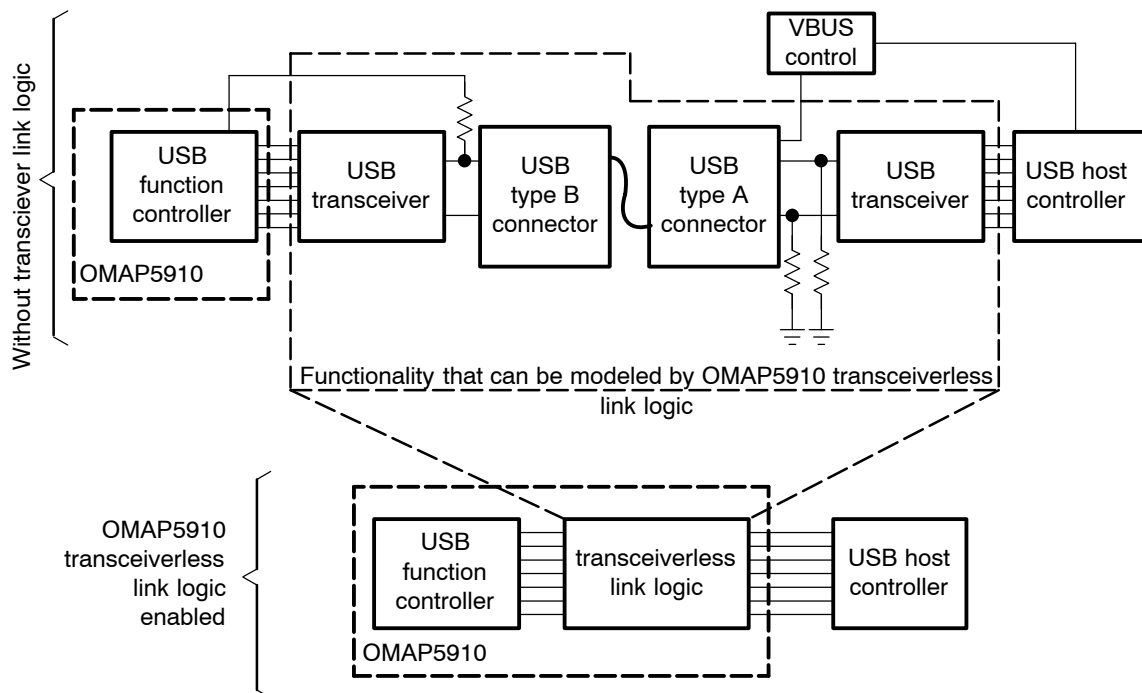 Without transciever link logic
VBUS
control
USB
function
controller
OMAP5910
USB
transceiver
USB
type B
connector
USB
type A
connector
USB
transceiver
USB host
controller
Functionality that can be modeled by OMAP5910 transceiverless
link logic
OMAP5910
transceiverless
link logic
enabled
USB
function
controller
OMAP5910
transceiverless
link logic
USB host
controller